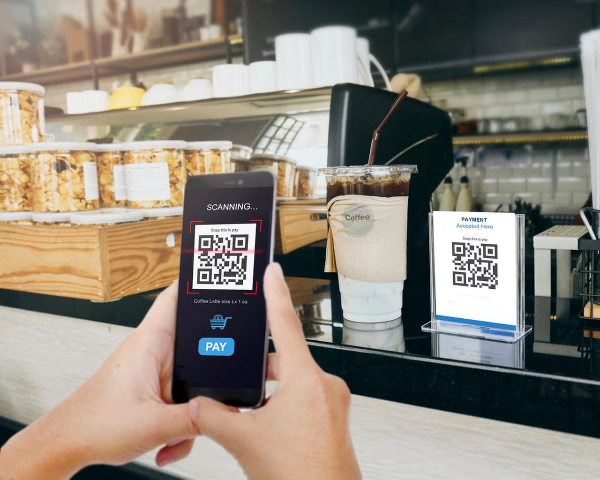 SCANNING...
Snap this to pay
Coffee Latte size Lx 1 ea
PAY
Coffee
PAYMENT
Accepted Here
Snap this to pay